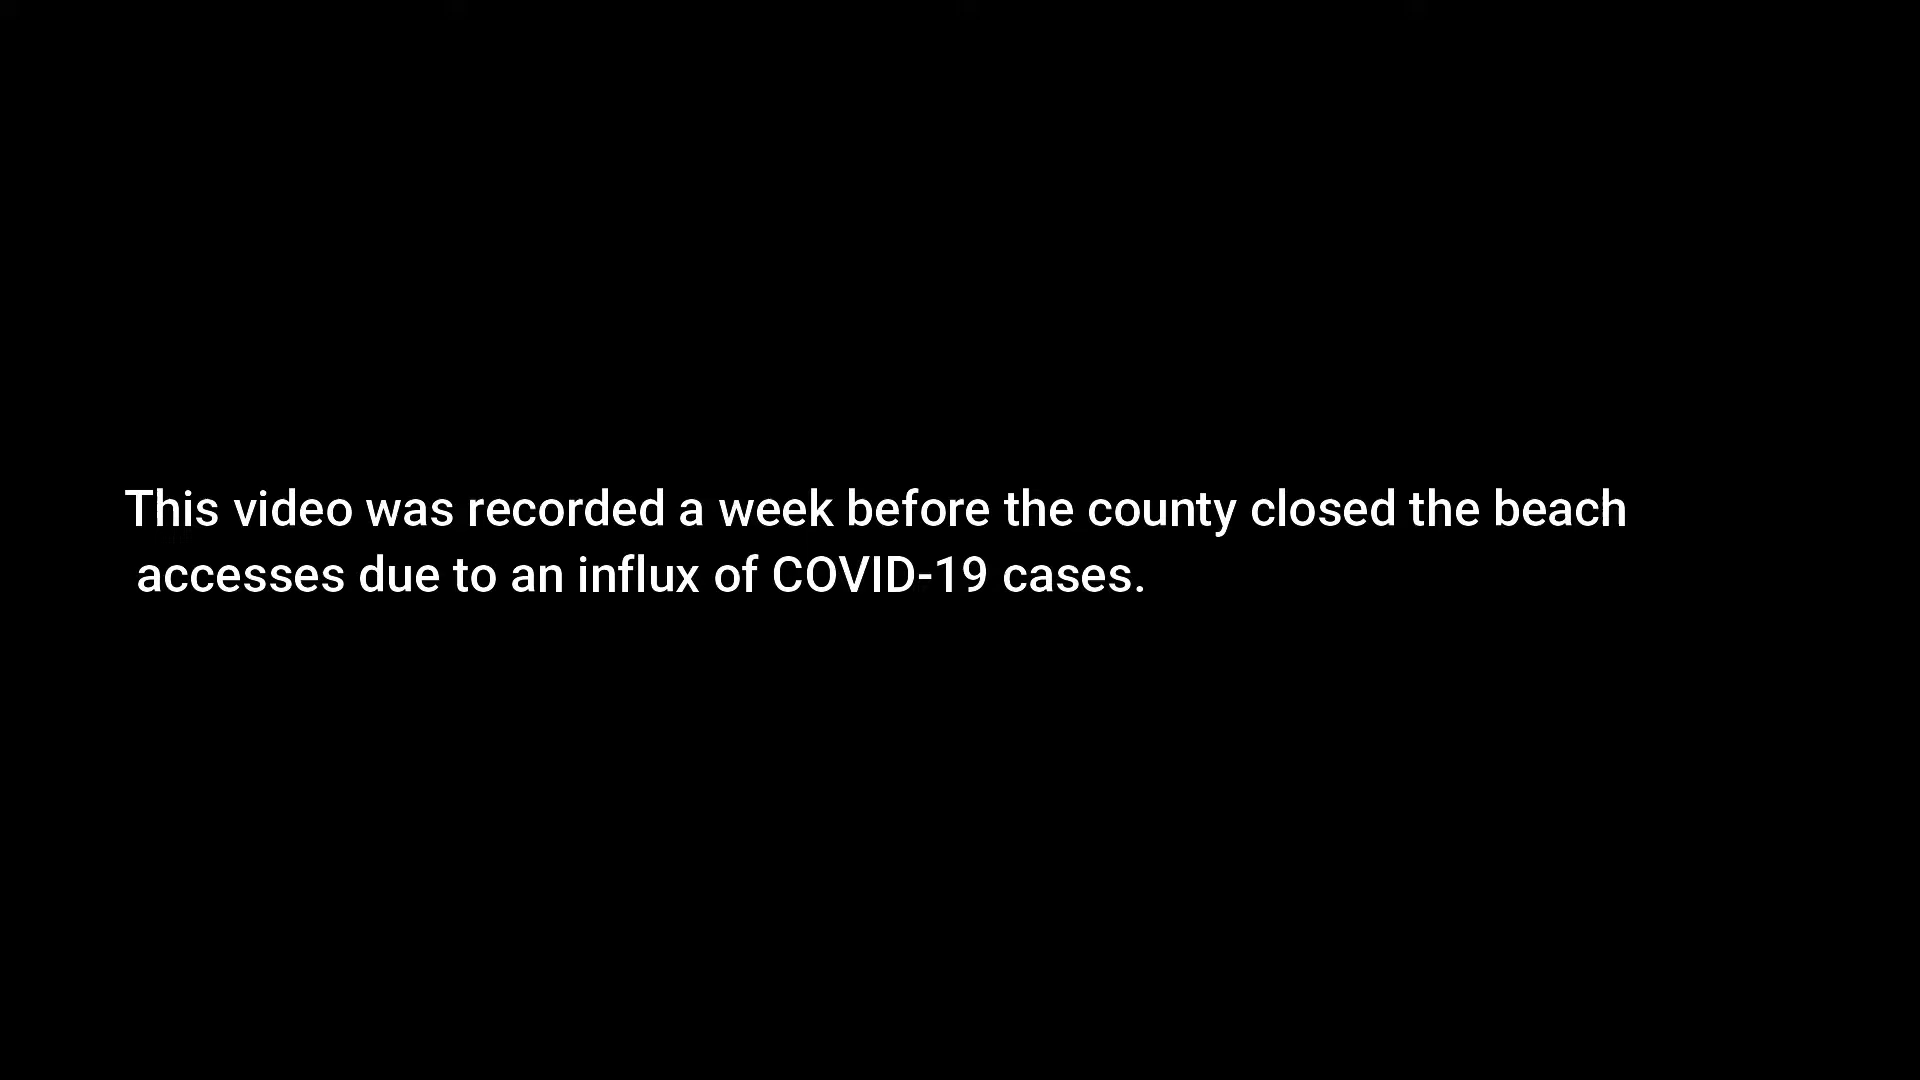 This video was recorded a week before the county closed the beach
accesses due to an influx of COVID-19 cases.